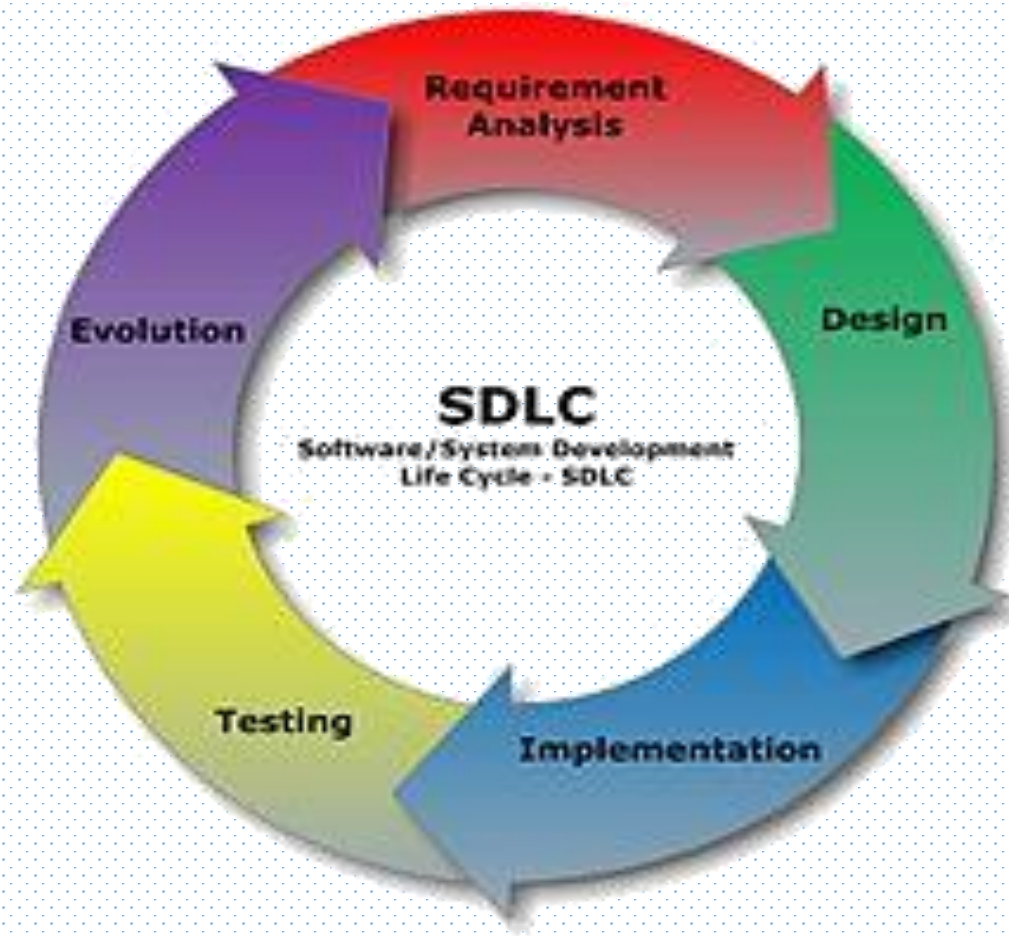 Requirement
Analysis
Design
Implementation
Testing
Evolution
SDLC
Software/System Development
Life Cycle - SDLC